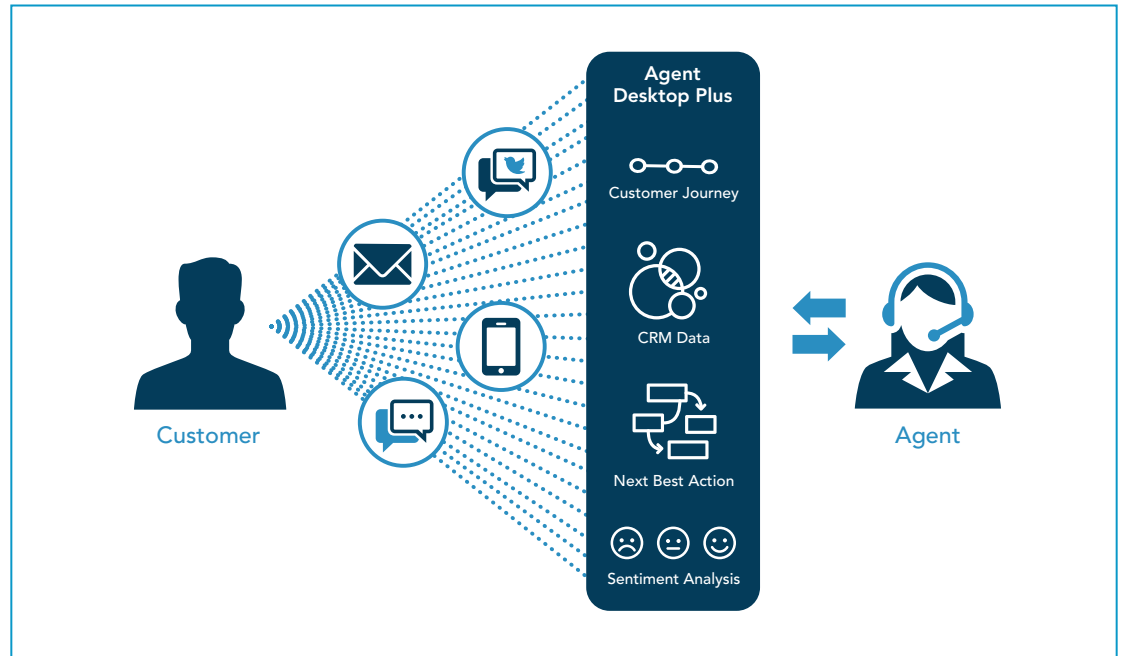 Agent
Desktop Plus
Customer Journey
CRM Data
Next Best Action
Sentiment Analysis
Customer
Agent